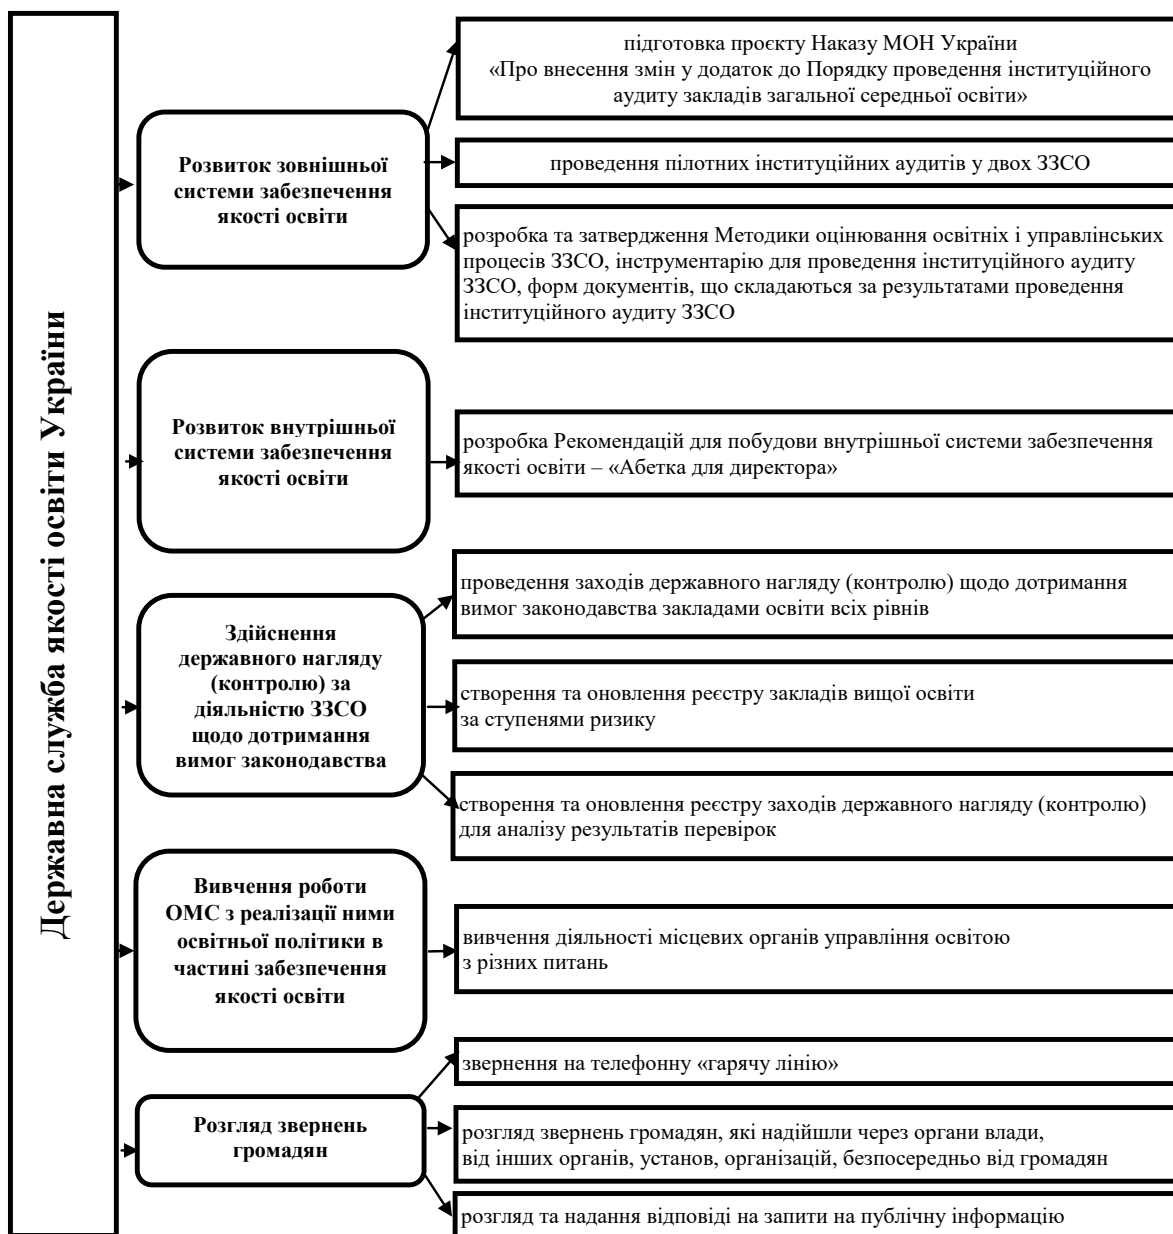 Державна служба якості освіти України
Розвиток зовнішньої
системи забезпечення
якості освіти
підготовка проєкту Наказу МОН України
«Про внесення змін у додаток до Порядку проведення інституційного
аудиту закладів загальної середньої освіти»
проведення пілотних інституційних аудитів у двох ЗЗСО
розробка та затвердження Методики оцінювання освітніх і управлінських
процесів ЗЗСО, інструментарію для проведення інституційного аудиту
ЗЗСО, форм документів, що складаються за результатами проведення
інституційного аудиту ЗЗСО
Розвиток внутрішньої
системи забезпечення
якості освіти
розробка Рекомендацій для побудови внутрішньої системи забезпечення
якості освіти – «Абетка для директора»
Здійснення
державного нагляду
(контролю) за
діяльністю ЗЗСО
щодо дотримання
вимог законодавства
проведення заходів державного нагляду (контролю) щодо дотримання
вимог законодавства закладами освіти всіх рівнів
створення та оновлення реєстру закладів вищої освіти
за ступенями ризику
створення та оновлення реєстру заходів державного нагляду (контролю)
для аналізу результатів перевірок
Вивчення роботи
ОМС з реалізації ними
освітньої політики в
частині забезпечення
якості освіти
вивчення діяльності місцевих органів управління освітою
з різних питань
Розгляд звернень
громадян
звернення на телефонну «гарячу лінію»
розгляд звернень громадян, які надійшли через органи влади,
від інших органів, установ, організацій, безпосередньо від громадян
розгляд та надання відповіді на запити на публічну інформацію